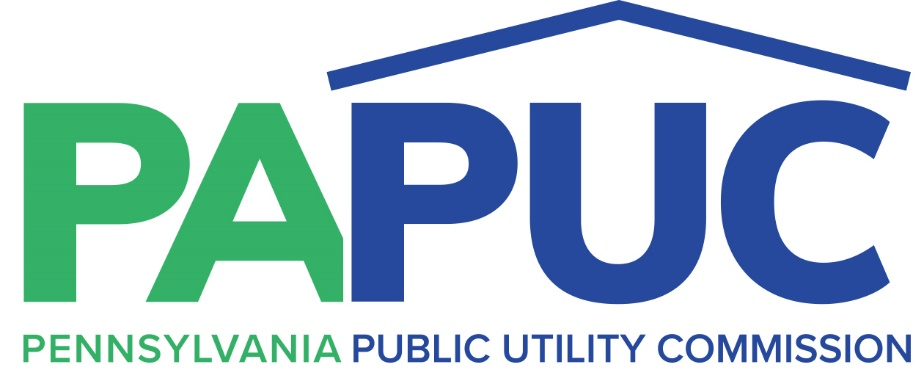 PAPUC
PENNSYLVANIA PUBLIC UTILITY COMMISSION